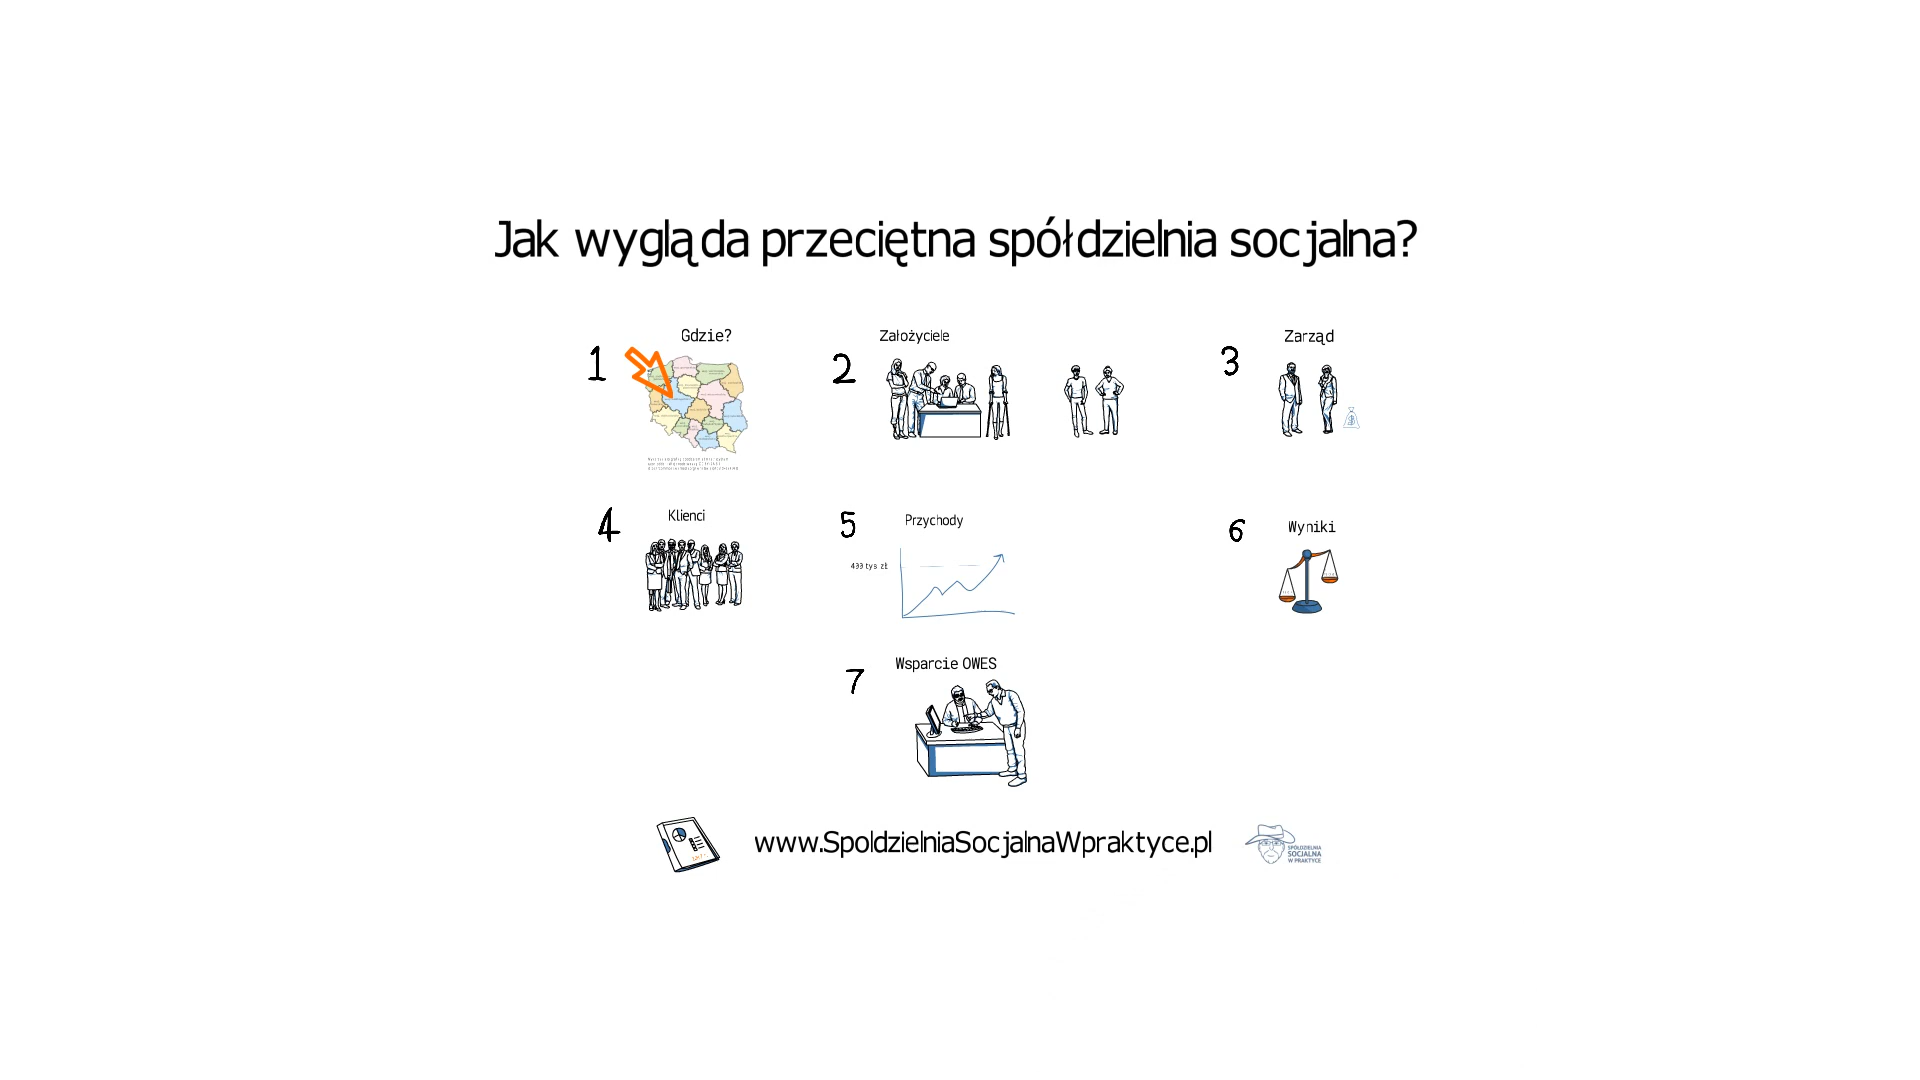 Jak wygląda przeciętna spółdzielnia socjalna?
1
Gdzie?
2
Założyciele
3
Zarząd
4
Klienci
5
Przychody
499 tys zł
6
Wyniki
7
Wsparcie OWES
www.SpoldzielniaSocjalnaWpraktyce.pl
SPÓŁDZIELNIA
SOCJALNA
W PRAKTYCE